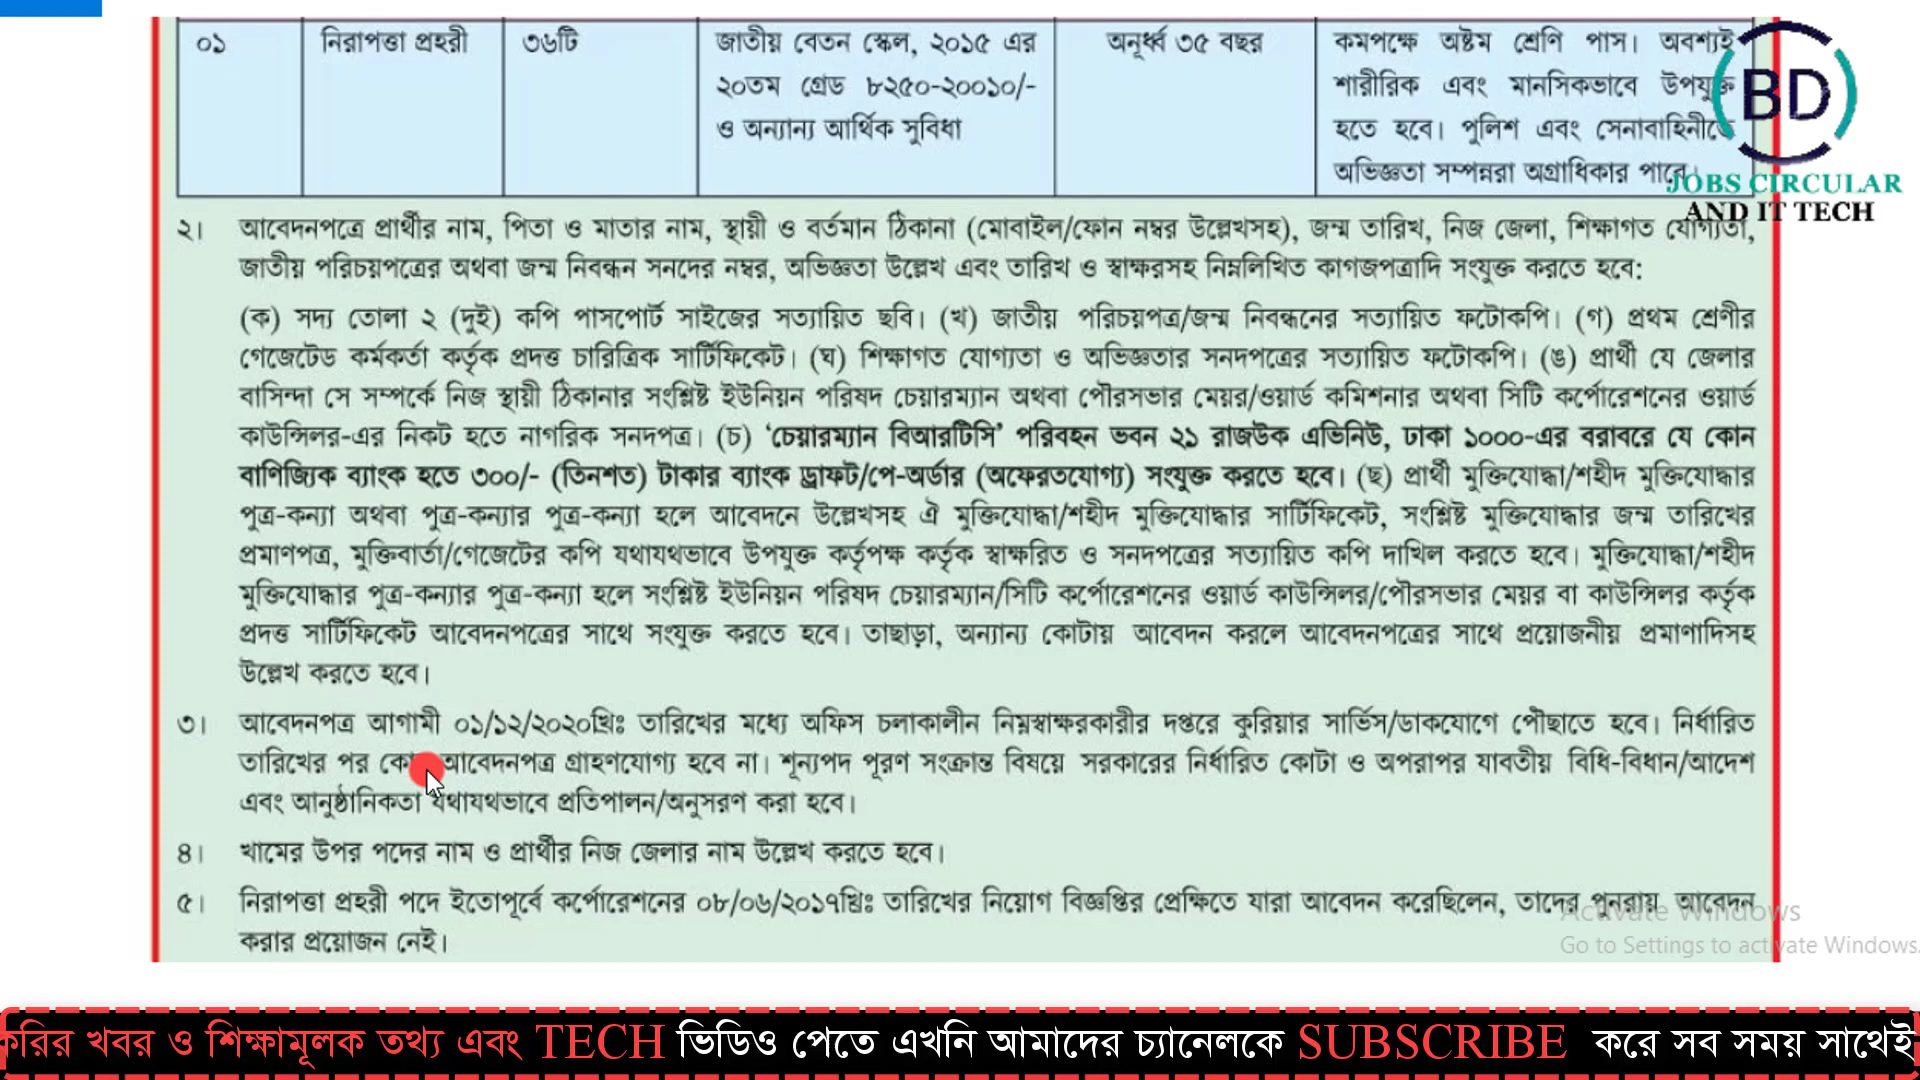 ০১ নিরাপত্তা প্রহরী ৩৬টি জাতীয় বেতন স্কেল, ২০১৫ এর অনূর্ধ্ব ৩৫ বছর কমপক্ষে অষ্টম শ্রেণি পাস। অবশ্যই
২০তম গ্রেড ৮২৫০-২০০১০/- শারীরিক এবং মানসিকভাবে উপযুক্ত
ও অন্যান্য আর্থিক সুবিধা হতে হবে। পুলিশ এবং সেনাবাহিনীতে
অভিজ্ঞতা সম্পন্নরা অগ্রাধিকার পাবে।
BD
JOBS CIRCULAR
AND IT TECH
২। আবেদনপত্রে প্রার্থীর নাম, পিতা ও মাতার নাম, স্থায়ী ও বর্তমান ঠিকানা (মোবাইল/ফোন নম্বর উল্লেখসহ), জন্ম তারিখ, নিজ জেলা, শিক্ষাগত যোগ্যতা,
জাতীয় পরিচয়পত্রের অথবা জন্ম নিবন্ধন সনদের নম্বর, অভিজ্ঞতা উল্লেখ এবং তারিখ ও স্বাক্ষরসহ নিম্নলিখিত কাগজপত্রাদি সংযুক্ত করতে হবে:
(ক) সদ্য তোলা ২ (দুই) কপি পাসপোর্ট সাইজের সত্যায়িত ছবি। (খ) জাতীয় পরিচয়পত্র/জন্ম নিবন্ধনের সত্যায়িত ফটোকপি। (গ) প্রথম শ্রেণীর
গেজেটেড কর্মকর্তা কর্তৃক প্রদত্ত চারিত্রিক সার্টিফিকেট। (ঘ) শিক্ষাগত যোগ্যতা ও অভিজ্ঞতার সনদপত্রের সত্যায়িত ফটোকপি। (ঙ) প্রার্থী যে জেলার
বাসিন্দা সে সম্পর্কে নিজ স্থায়ী ঠিকানার সংশ্লিষ্ট ইউনিয়ন পরিষদ চেয়ারম্যান অথবা পৌরসভার মেয়র/ওয়ার্ড কমিশনার অথবা সিটি কর্পোরেশনের ওয়ার্ড
কাউন্সিলর-এর নিকট হতে নাগরিক সনদপত্র। (চ) ‘চেয়ারম্যান বিআরটিসি’ পরিবহন ভবন ২১ রাজউক এভিনিউ, ঢাকা ১০০০-এর বরাবরে যে কোন
বাণিজ্যিক ব্যাংক হতে ৩০০/- (তিনশত) টাকার ব্যাংক ড্রাফট/পে-অর্ডার (অফেরতযোগ্য) সংযুক্ত করতে হবে। (ছ) প্রার্থী মুক্তিযোদ্ধা/শহীদ মুক্তিযোদ্ধার
পুত্র-কন্যা অথবা পুত্র-কন্যার পুত্র-কন্যা হলে আবেদনে উল্লেখসহ ঐ মুক্তিযোদ্ধা/শহীদ মুক্তিযোদ্ধার সার্টিফিকেট, সংশ্লিষ্ট মুক্তিযোদ্ধার জন্ম তারিখের
প্রমাণপত্র, মুক্তিবার্তা/গেজেটের কপি যথাযথভাবে উপযুক্ত কর্তৃপক্ষ কর্তৃক স্বাক্ষরিত ও সনদপত্রের সত্যায়িত কপি দাখিল করতে হবে। মুক্তিযোদ্ধা/শহীদ
মুক্তিযোদ্ধার পুত্র-কন্যার পুত্র-কন্যা হলে সংশ্লিষ্ট ইউনিয়ন পরিষদ চেয়ারম্যান/সিটি কর্পোরেশনের ওয়ার্ড কাউন্সিলর/পৌরসভার মেয়র বা কাউন্সিলর কর্তৃক
প্রদত্ত সার্টিফিকেট আবেদনপত্রের সাথে সংযুক্ত করতে হবে। তাছাড়া, অন্যান্য কোটায় আবেদন করলে আবেদনপত্রের সাথে প্রয়োজনীয় প্রমাণাদিসহ
উল্লেখ করতে হবে।
৩। আবেদনপত্র আগামী ০১/১২/২০২০খ্রিঃ তারিখের মধ্যে অফিস চলাকালীন নিম্নস্বাক্ষরকারীর দপ্তরে কুরিয়ার সার্ভিস/ডাকযোগে পৌঁছাতে হবে। নির্ধারিত
তারিখের পর আবেদনপত্র গ্রাহণযোগ্য হবে না। শূন্যপদ পূরণ সংক্রান্ত বিষয়ে সরকারের নির্ধারিত কোটা ও অপরাপর যাবতীয় বিধি-বিধান/আদেশ
এবং আনুষ্ঠানিকতা যথাযথভাবে প্রতিপালন/অনুসরণ করা হবে।
৪। খামের উপর পদের নাম ও প্রার্থীর নিজ জেলার নাম উল্লেখ করতে হবে।
৫। নিরাপত্তা প্রহরী পদে ইতোপূর্বে কর্পোরেশনের ০৮/০৬/২০১৭খ্রিঃ তারিখের নিয়োগ বিজ্ঞপ্তির প্রেক্ষিতে যারা আবেদন করেছিলেন, তাদের পুনরায় আবেদন
করার প্রয়োজন নেই।
Activate Windows
Go to Settings to activate Windows.
করির খবর ও শিক্ষামূলক তথ্য এবং TECH ভিডিও পেতে এখনি আমাদের চ্যানেলকে SUBSCRIBE করে সব সময় সাথেই